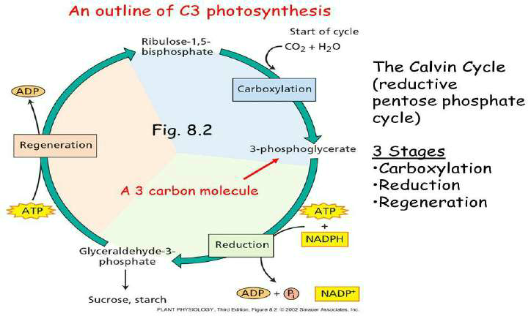 An outline of C3 photosynthesis
Start of cycle
CO2 + H2O
Ribulose-1,5-
bisphosphate
Carboxylation
ADP
Fig. 8.2
Regeneration
3-phosphoglycerate
A 3 carbon molecule
ATP
ATP
+
NADPH
Reduction
Glyceraldehyde-3-
phosphate
Sucrose, starch
ADP + Pi
NADP+
The Calvin Cycle
(reductive
pentose phosphate
cycle)
3 Stages
•Carboxylation
•Reduction
•Regeneration
PLANT PHYSIOLOGY, Third Edition, Figure 8.2 © 2002 Sinauer Associates, Inc.